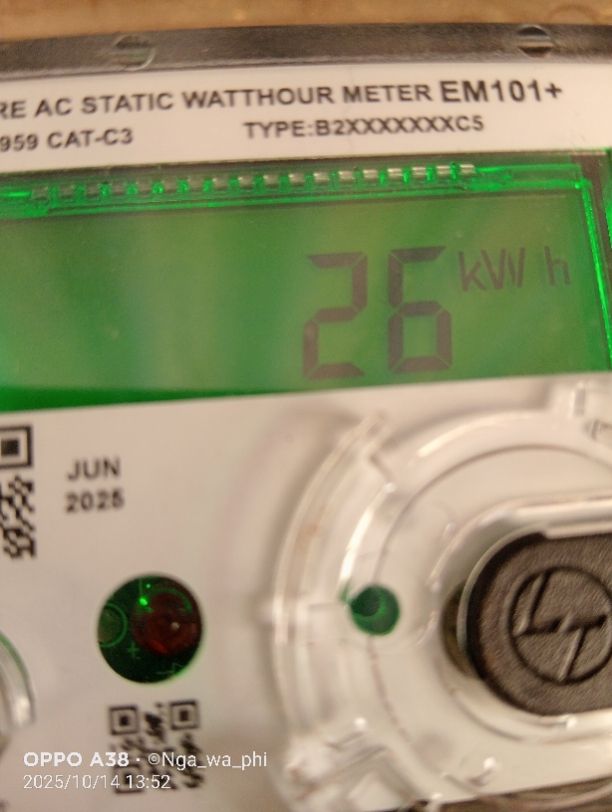 RE AC STATIC WATTHOUR METER EM101+
959 CAT-C3 TYPE:B2XXXXXXXC5
26 kWh
JUN
2025
LT
OPPO A38 · ©Nga_wa_phi
2025/10/14 13:52